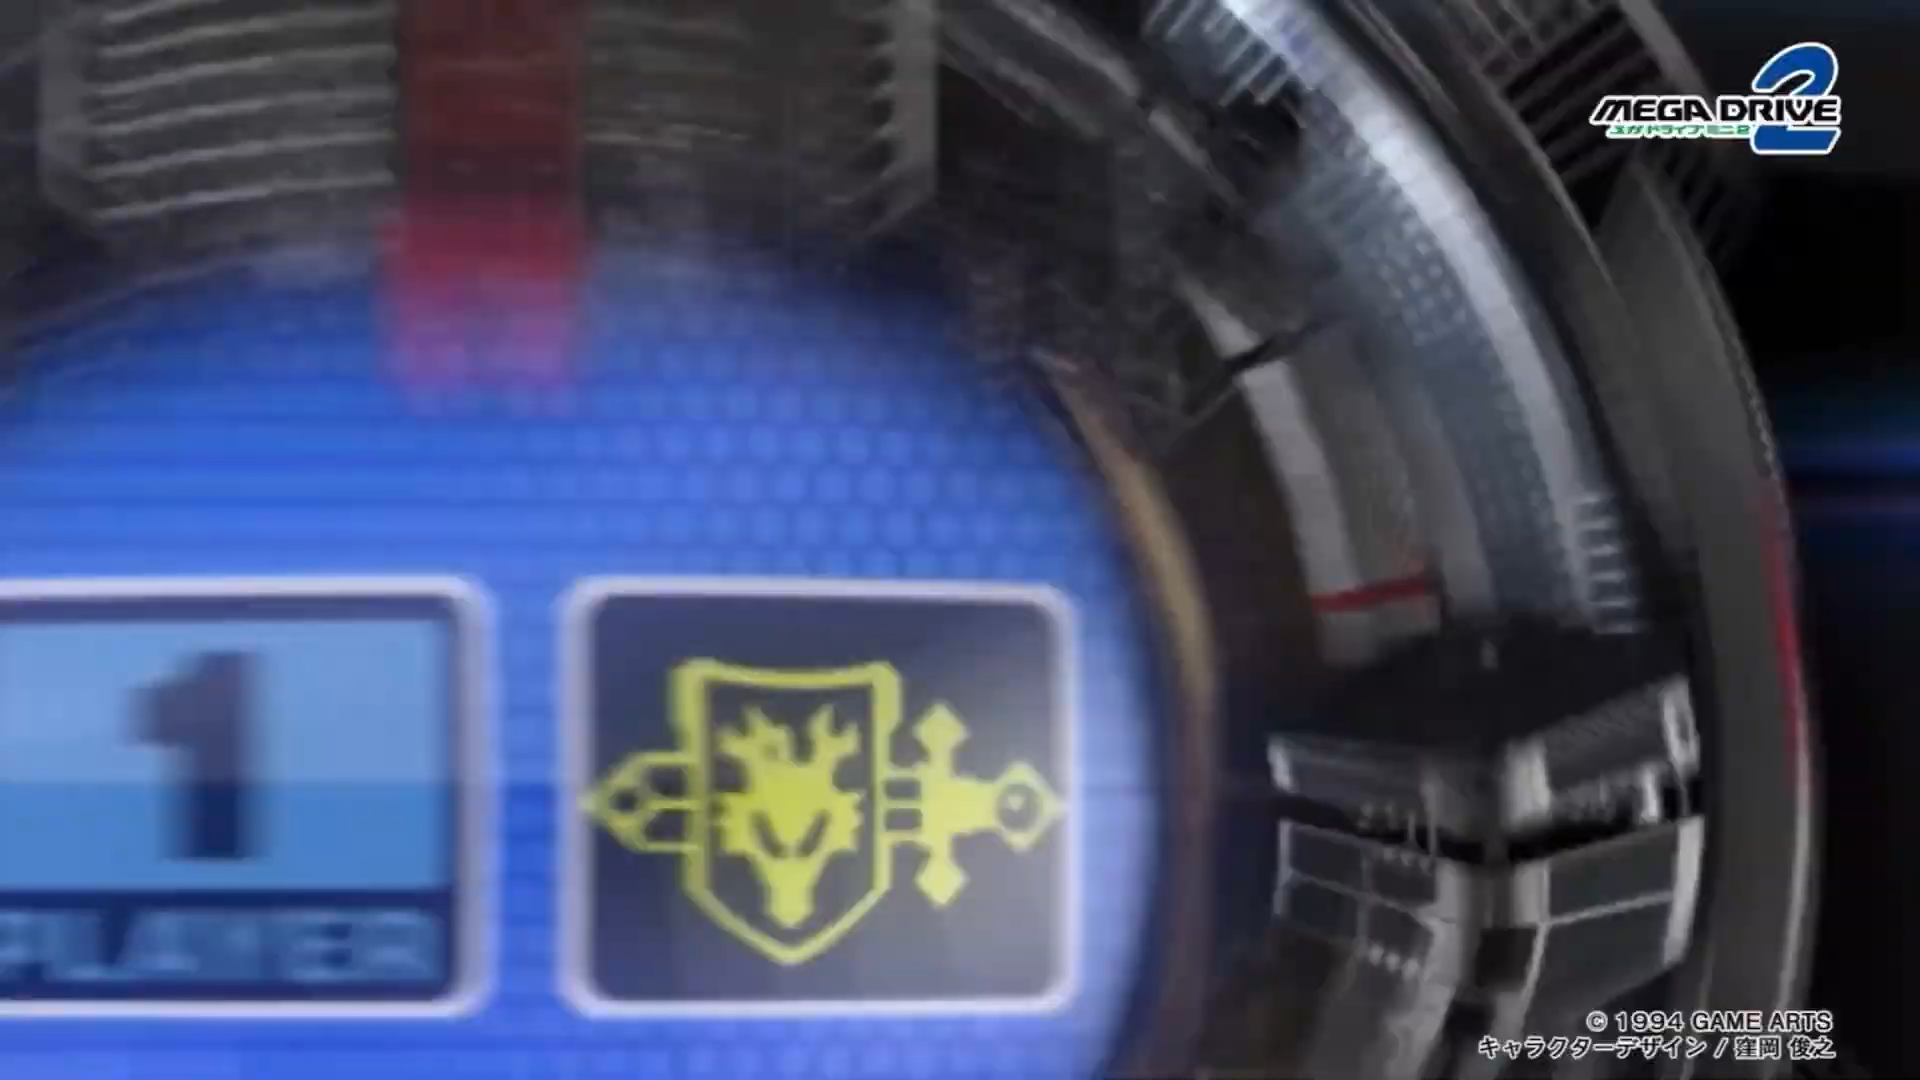 MEGA DRIVE 2
メガドライブ ミニ2
1
PLAYER
© 1994 GAME ARTS
キャラクターデザイン / 窪岡 俊之